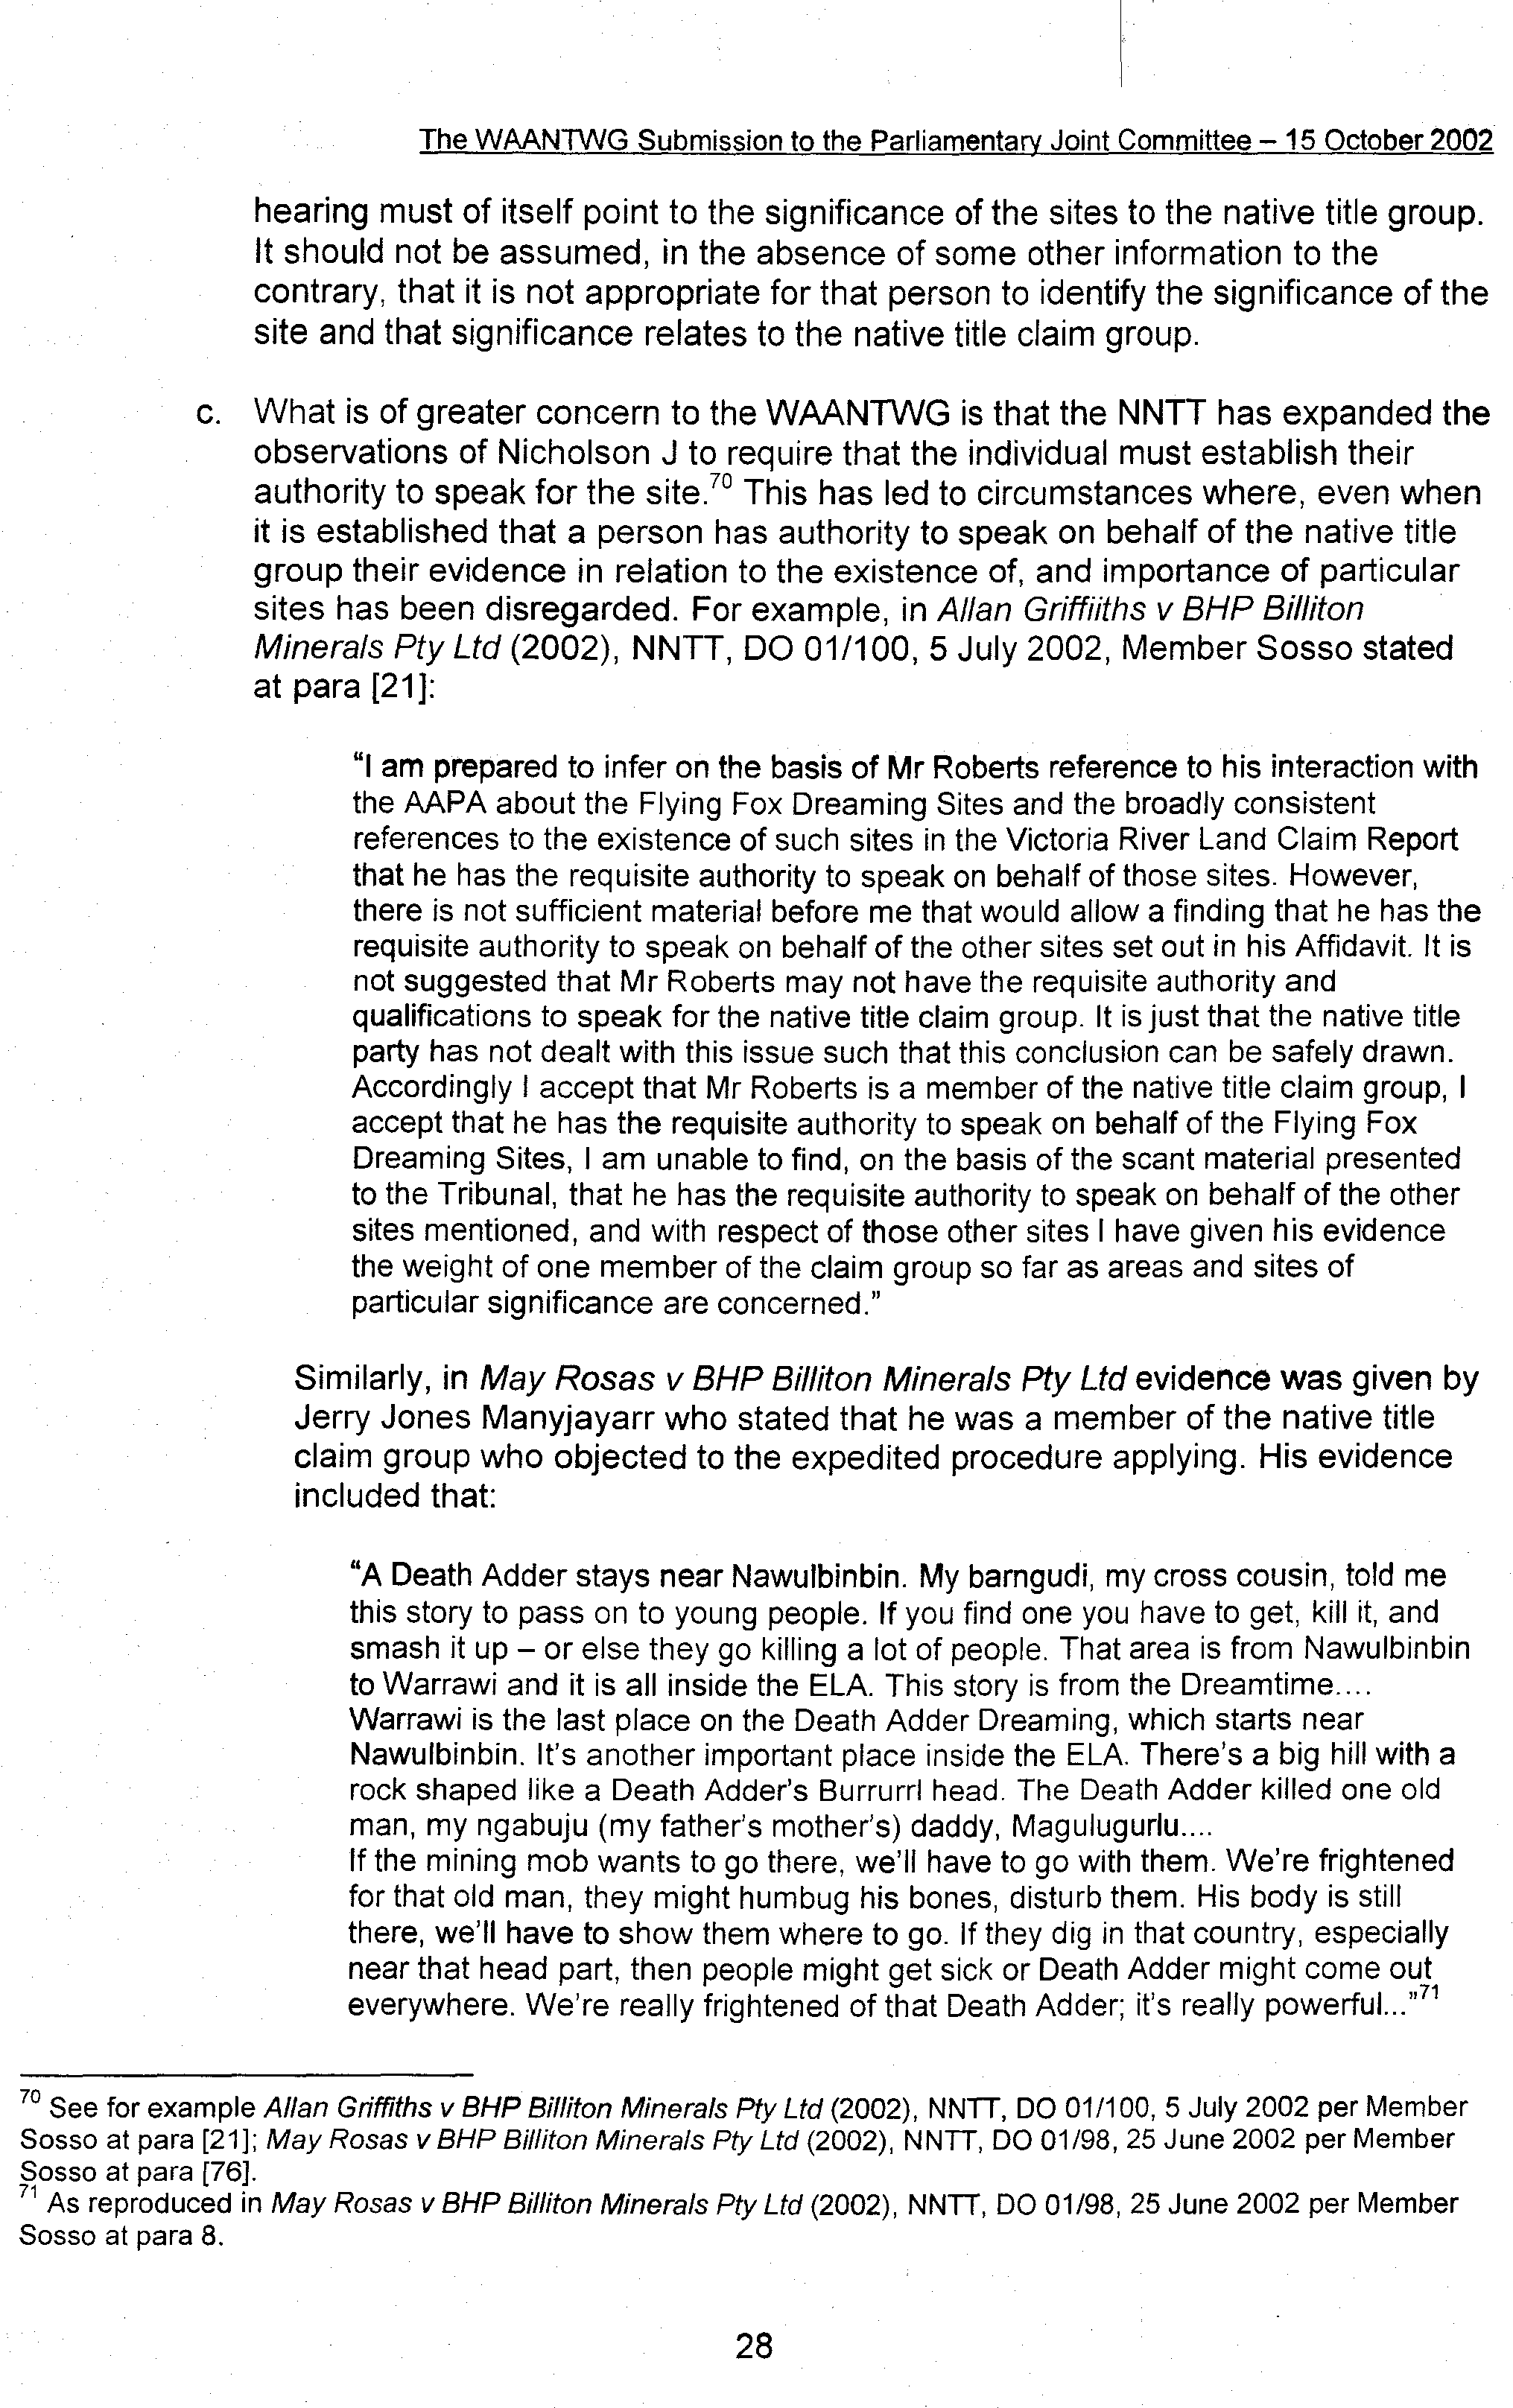 The WAANTWG Submission to the Parliamentary Joint Committee – 15 October 2002
hearing must of itself point to the significance of the sites to the native title group.
It should not be assumed, in the absence of some other information to the
contrary, that it is not appropriate for that person to identify the significance of the
site and that significance relates to the native title claim group.
c. What is of greater concern to the WAANTWG is that the NNTT has expanded the
observations of Nicholson J to require that the individual must establish their
authority to speak for the site.70 This has led to circumstances where, even when
it is established that a person has authority to speak on behalf of the native title
group their evidence in relation to the existence of, and importance of particular
sites has been disregarded. For example, in Allan Griffiiths v BHP Billiton
Minerals Pty Ltd (2002), NNTT, DO 01/100, 5 July 2002, Member Sosso stated
at para [21]:
“I am prepared to infer on the basis of Mr Roberts reference to his interaction with
the AAPA about the Flying Fox Dreaming Sites and the broadly consistent
references to the existence of such sites in the Victoria River Land Claim Report
that he has the requisite authority to speak on behalf of those sites. However,
there is not sufficient material before me that would allow a finding that he has the
requisite authority to speak on behalf of the other sites set out in his Affidavit. It is
not suggested that Mr Roberts may not have the requisite authority and
qualifications to speak for the native title claim group. It is just that the native title
party has not dealt with this issue such that this conclusion can be safely drawn.
Accordingly I accept that Mr Roberts is a member of the native title claim group, I
accept that he has the requisite authority to speak on behalf of the Flying Fox
Dreaming Sites, I am unable to find, on the basis of the scant material presented
to the Tribunal, that he has the requisite authority to speak on behalf of the other
sites mentioned, and with respect of those other sites I have given his evidence
the weight of one member of the claim group so far as areas and sites of
particular significance are concerned.”
Similarly, in May Rosas v BHP Billiton Minerals Pty Ltd evidence was given by
Jerry Jones Manyjayarr who stated that he was a member of the native title
claim group who objected to the expedited procedure applying. His evidence
included that:
“A Death Adder stays near Nawulbinbin. My barngudi, my cross cousin, told me
this story to pass on to young people. If you find one you have to get, kill it, and
smash it up – or else they go killing a lot of people. That area is from Nawulbinbin
to Warrawi and it is all inside the ELA. This story is from the Dreamtime....
Warrawi is the last place on the Death Adder Dreaming, which starts near
Nawulbinbin. It's another important place inside the ELA. There's a big hill with a
rock shaped like a Death Adder's Burrurrl head. The Death Adder killed one old
man, my ngabuju (my father's mother's) daddy, Magulugurlu....
If the mining mob wants to go there, we'll have to go with them. We're frightened
for that old man, they might humbug his bones, disturb them. His body is still
there, we'll have to show them where to go. If they dig in that country, especially
near that head part, then people might get sick or Death Adder might come out
everywhere. We're really frightened of that Death Adder; it's really powerful...”71
70 See for example Allan Griffiths v BHP Billiton Minerals Pty Ltd (2002), NNTT, DO 01/100, 5 July 2002 per Member
Sosso at para [21]; May Rosas v BHP Billiton Minerals Pty Ltd (2002), NNTT, DO 01/98, 25 June 2002 per Member
Sosso at para [76].
71 As reproduced in May Rosas v BHP Billiton Minerals Pty Ltd (2002), NNTT, DO 01/98, 25 June 2002 per Member
Sosso at para 8.
28